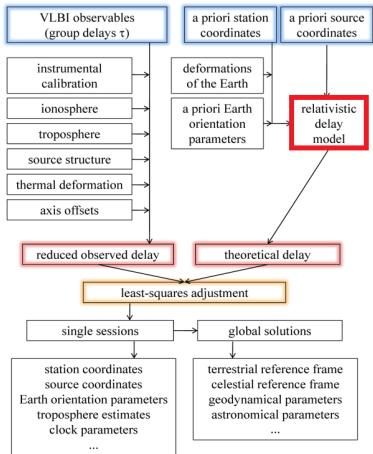 VLBI observables
(group delays τ)
a priori station
coordinates
a priori source
coordinates
instrumental
calibration
ionosphere
troposphere
source structure
thermal deformation
axis offsets
deformations
of the Earth
a priori Earth
orientation
parameters
relativistic
delay
model
reduced observed delay
theoretical delay
least-squares adjustment
single sessions
global solutions
station coordinates
source coordinates
Earth orientation parameters
troposphere estimates
clock parameters
...
terrestrial reference frame
celestial reference frame
geodynamical parameters
astronomical parameters
...